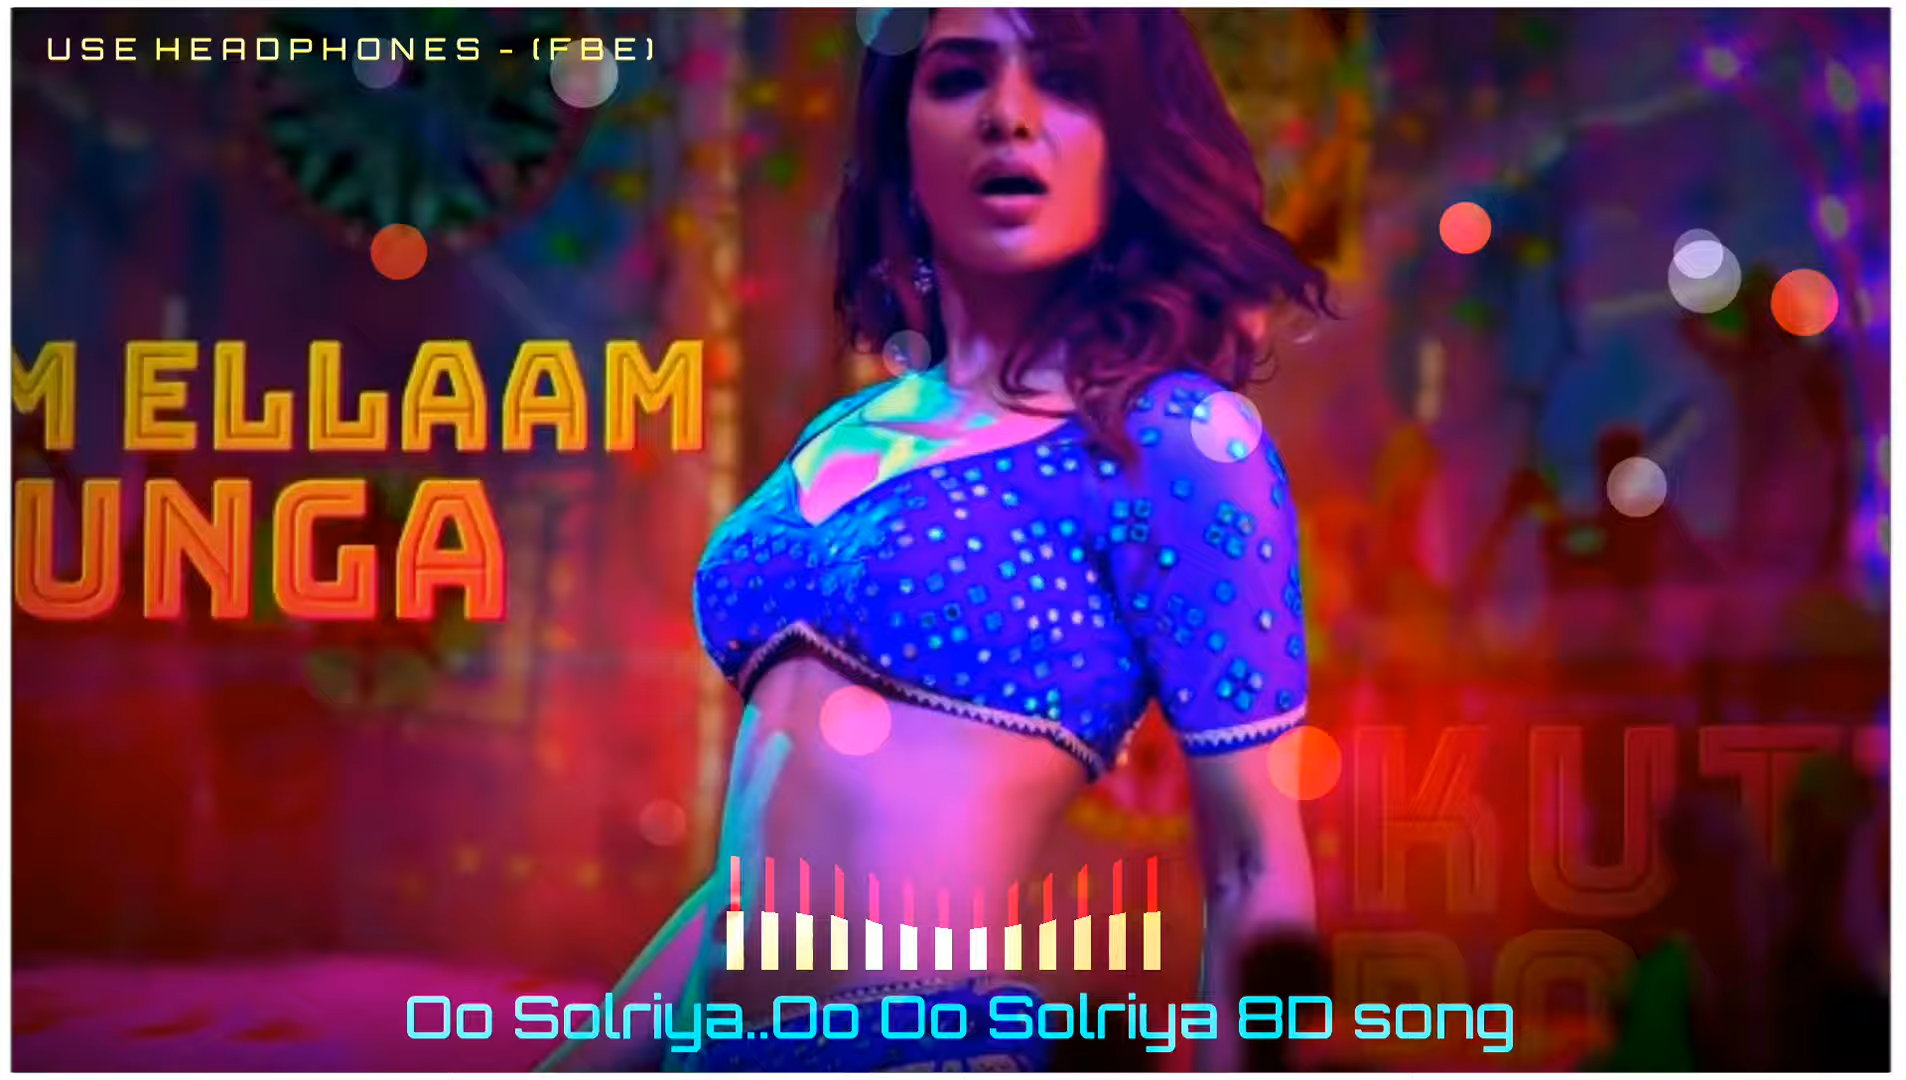 USE HEADPHONES - (FBE)
M ELLAAM
UNGA
KUT
Oo Solriya..Oo Oo Solriya 8D song